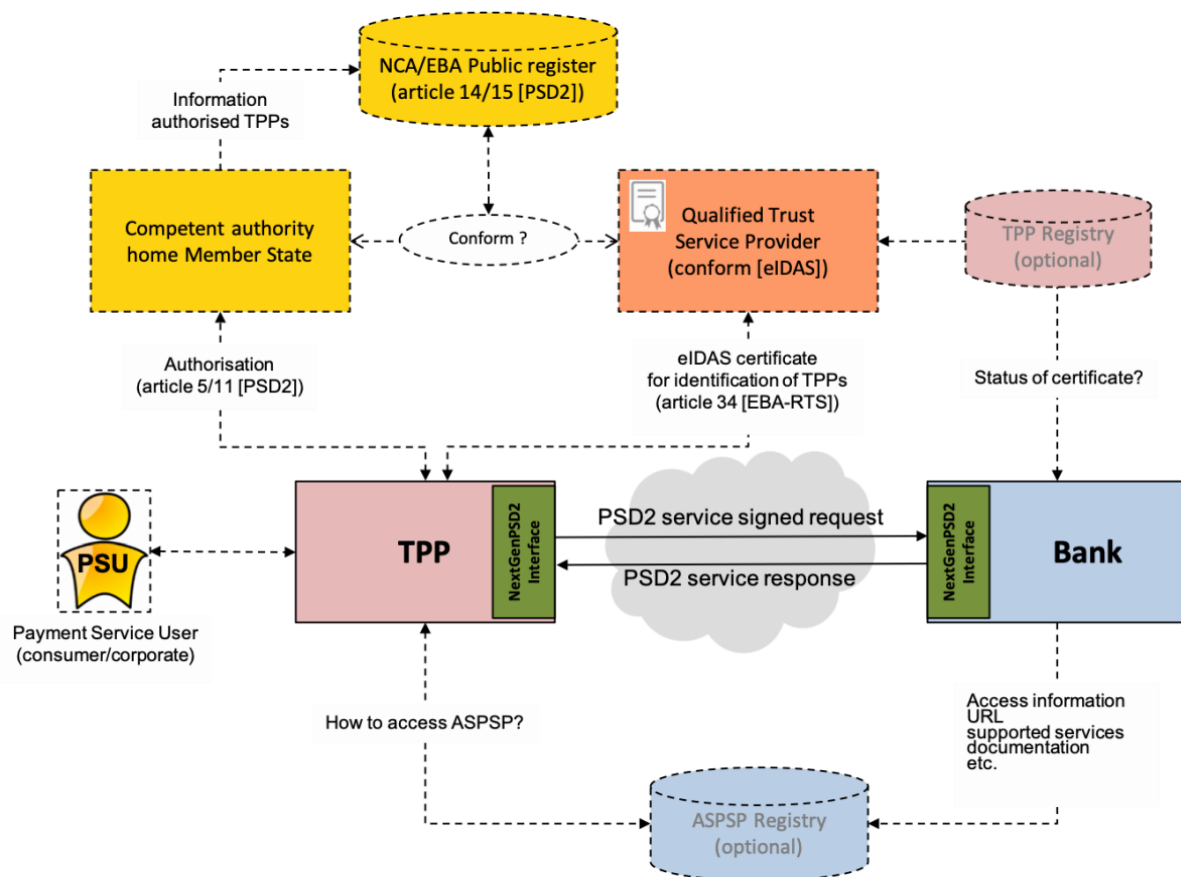 NCA/EBA Public register
(article 14/15 [PSD2])
Information
authorised TPPs
Competent authority
home Member State
Conform ?
Qualified Trust
Service Provider
(conform [eIDAS])
TPP Registry
(optional)
Authorisation
(article 5/11 [PSD2])
eIDAS certificate
for identification of TPPs
(article 34 [EBA-RTS])
Status of certificate?
PSU
Payment Service User
(consumer/corporate)
TPP
NextGenPSD2
Interface
PSD2 service signed request
PSD2 service response
NextGenPSD2
Interface
Bank
How to access ASPSP?
Access information
URL
supported services
documentation
etc.
ASPSP Registry
(optional)